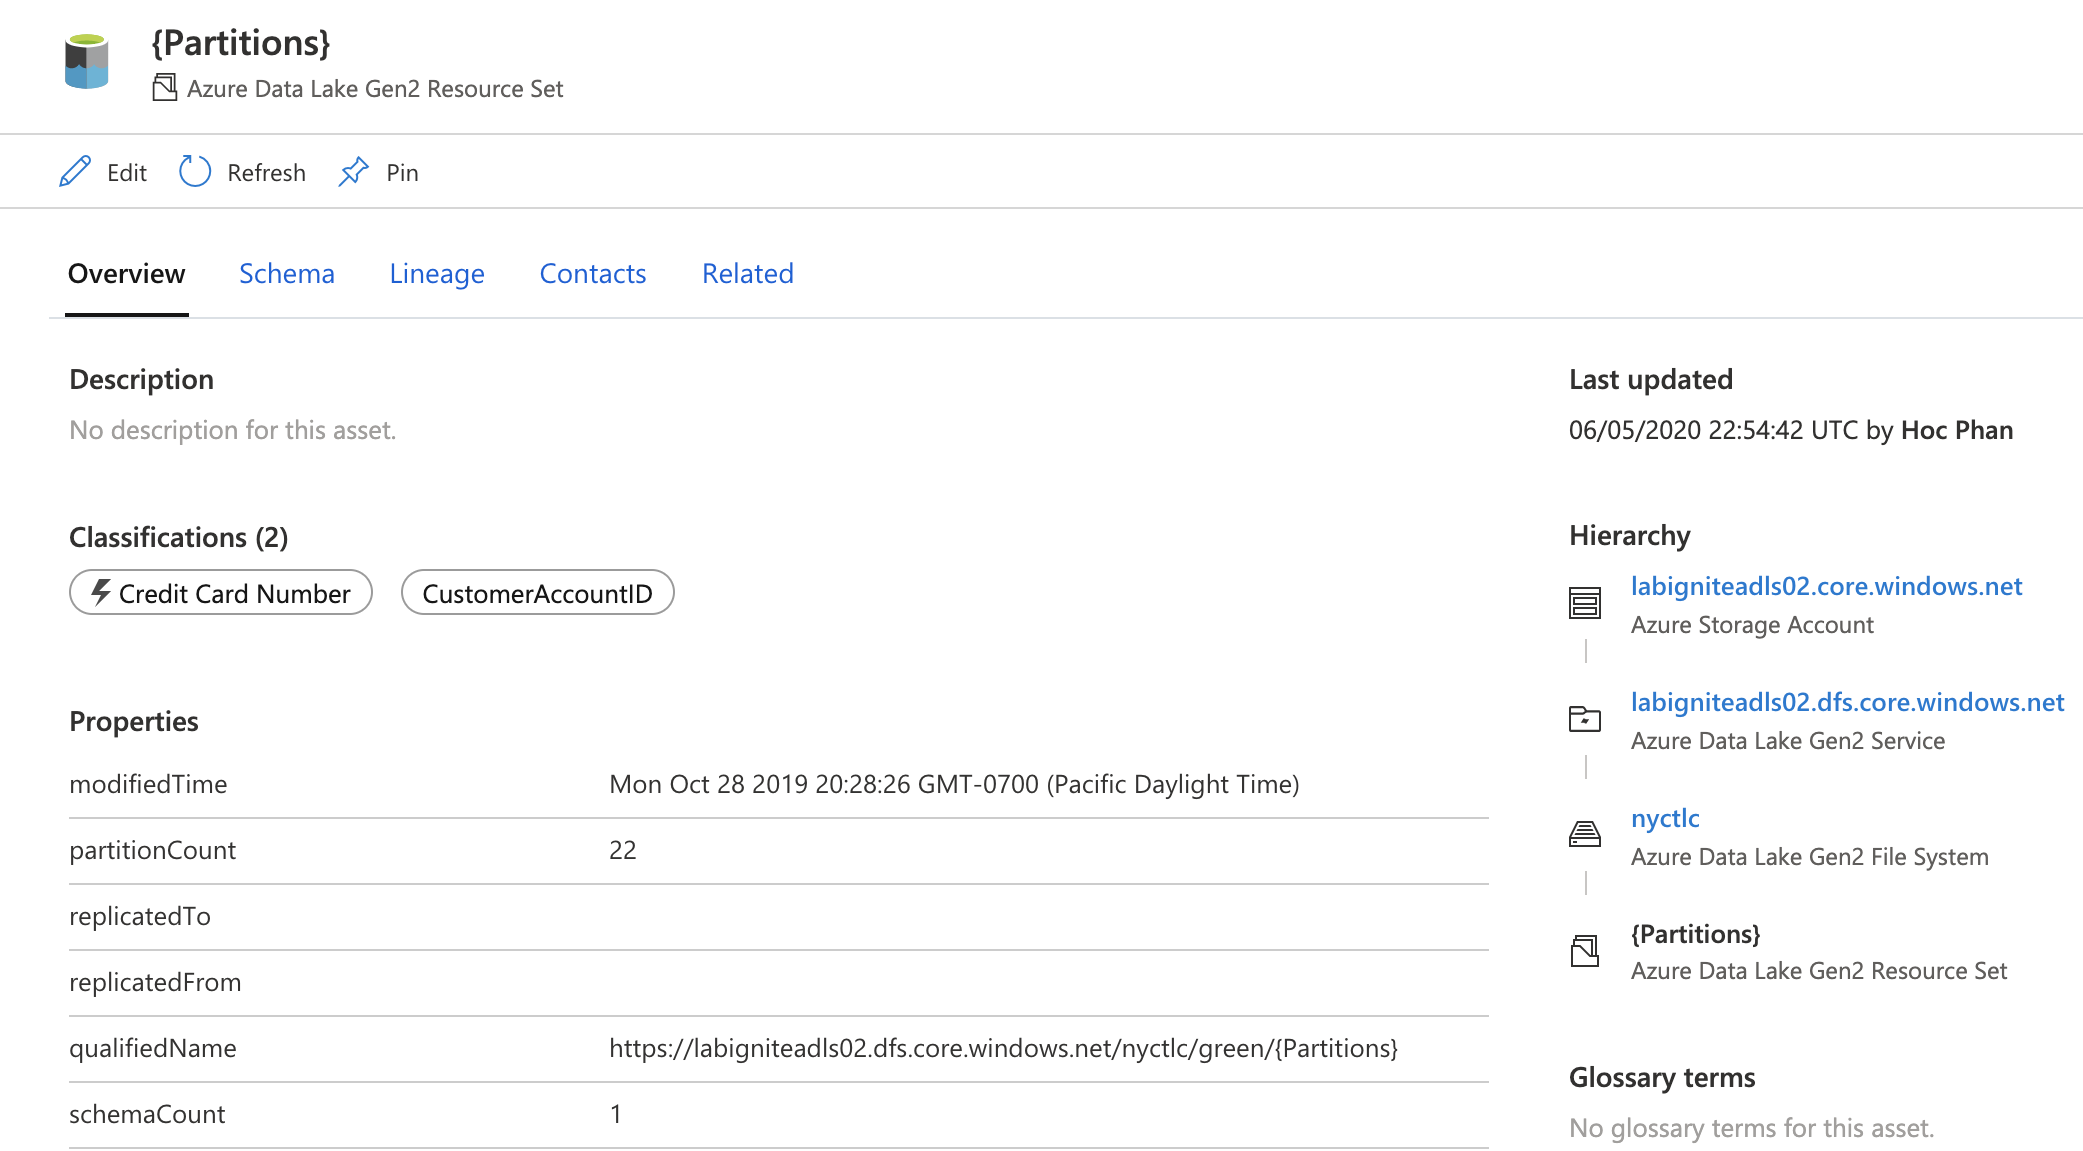 {Partitions}
Azure Data Lake Gen2 Resource Set
Edit Refresh Pin
Overview Schema Lineage Contacts Related
Description
No description for this asset.
Classifications (2)
Credit Card Number CustomerAccountID
Properties
modifiedTime Mon Oct 28 2019 20:28:26 GMT-0700 (Pacific Daylight Time)
partitionCount 22
replicatedTo
replicatedFrom
qualifiedName https://labigniteadls02.dfs.core.windows.net/nyctlc/green/{Partitions}
schemaCount 1
Last updated
06/05/2020 22:54:42 UTC by Hoc Phan
Hierarchy
labigniteadls02.core.windows.net
Azure Storage Account
labigniteadls02.dfs.core.windows.net
Azure Data Lake Gen2 Service
nyctlc
Azure Data Lake Gen2 File System
{Partitions}
Azure Data Lake Gen2 Resource Set
Glossary terms
No glossary terms for this asset.